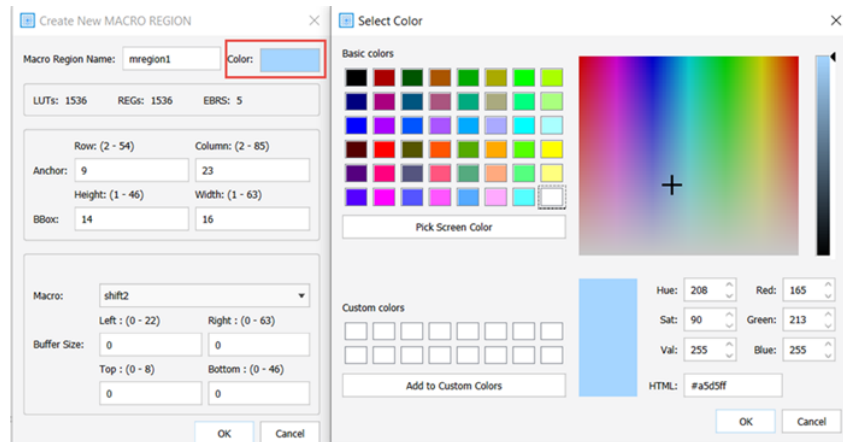 Create New MACRO REGION
Macro Region Name: mregion1 Color:
LUTs: 1536 REGs: 1536 EBRS: 5
Row: (2 - 54) Column: (2 - 85)
Anchor: 9 23
Height: (1 - 46) Width: (1 - 63)
BBox: 14 16
Macro: shift2
Left : (0 - 22) Right : (0 - 63)
Buffer Size: 0 0
Top : (0 - 8) Bottom : (0 - 46)
0 0
OK Cancel
Select Color
Basic colors
Pick Screen Color
Custom colors
Add to Custom Colors
Hue: 208 Red: 165
Sat: 90 Green: 213
Val: 255 Blue: 255
HTML: #a5d5ff
OK Cancel